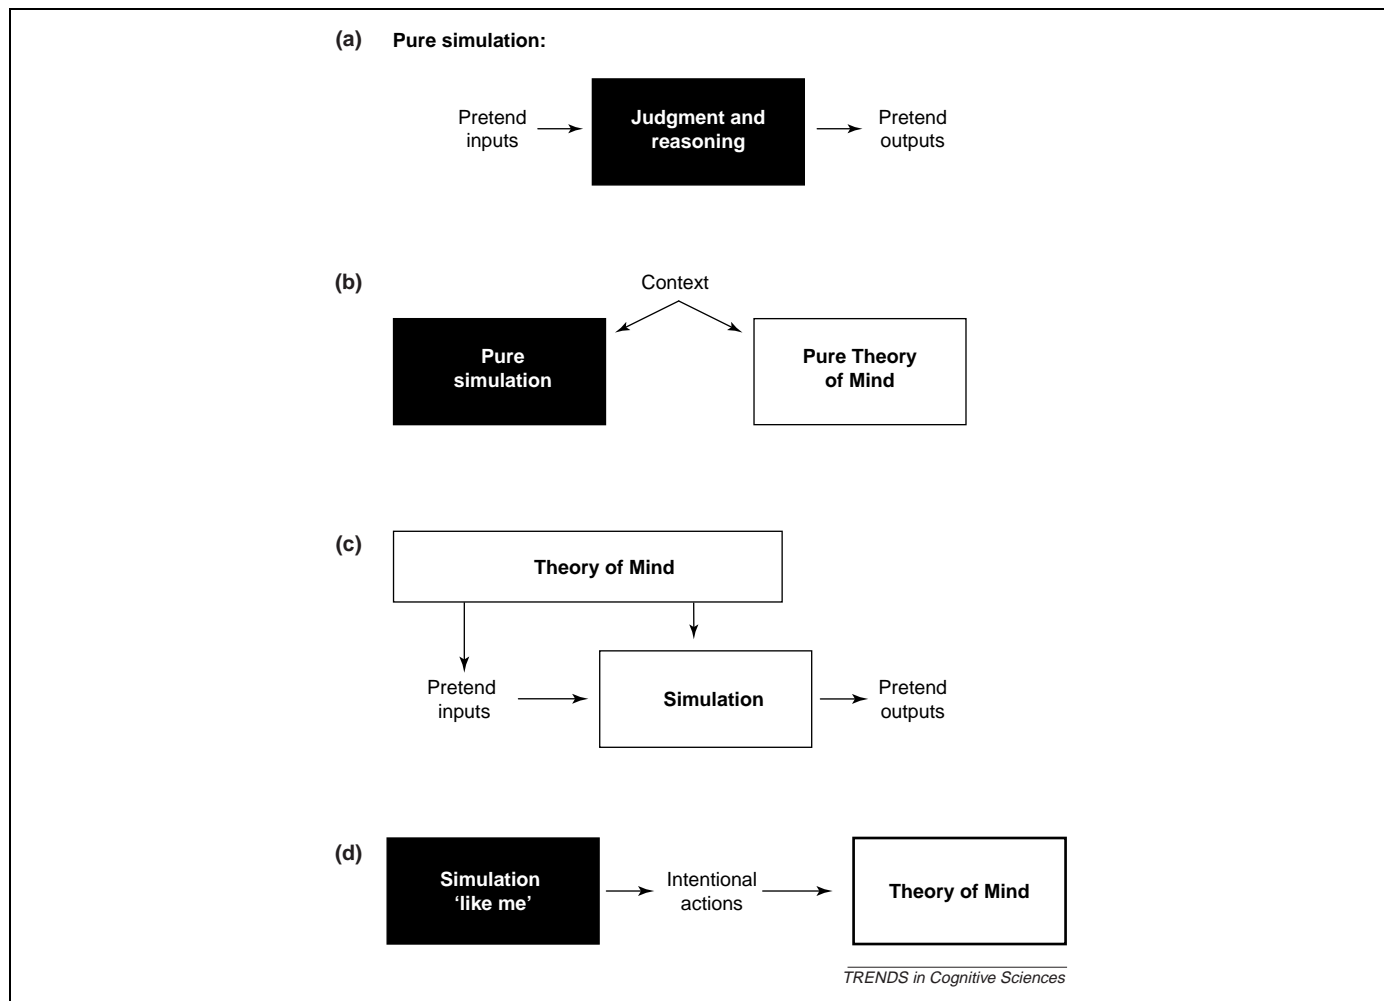 (a) Pure simulation:
Pretend
inputs
Judgment and
reasoning
Pretend
outputs
(b)
Context
Pure
simulation
Pure Theory
of Mind
(c)
Theory of Mind
Pretend
inputs
Simulation
Pretend
outputs
(d)
Simulation
‘like me’
Intentional
actions
Theory of Mind
TRENDS in Cognitive Sciences